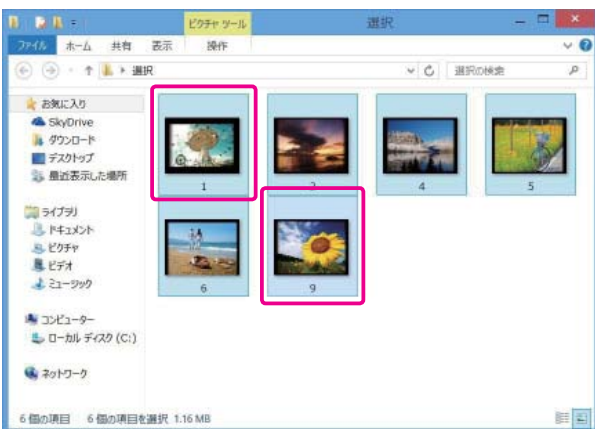 ピクチャ ツール
選択
ファイル ホーム 共有 表示 操作
選択
選択の検索
お気に入り
SkyDrive
ダウンロード
デスクトップ
最近表示した場所
ライブラリ
ドキュメント
ピクチャ
ビデオ
ミュージック
コンピューター
ローカル ディスク (C:)
ネットワーク
1
4
5
6
9
6 個の項目 6 個の項目を選択 1.16 MB